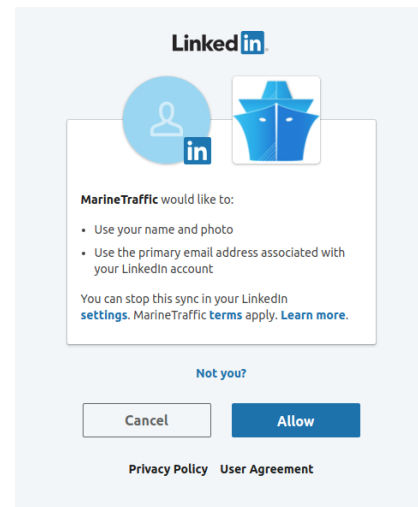 Linked in.
in
MarineTraffic would like to:
• Use your name and photo
• Use the primary email address associated with
your LinkedIn account
You can stop this sync in your LinkedIn
settings. MarineTraffic terms apply. Learn more.
Not you?
Cancel Allow
Privacy Policy User Agreement